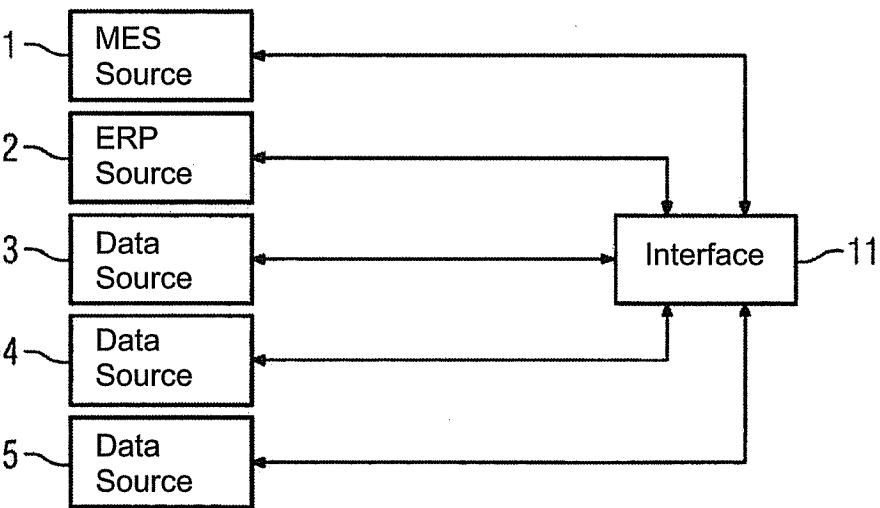 1
MES
Source
2
ERP
Source
3
Data
Source
Interface
11
4
Data
Source
5
Data
Source